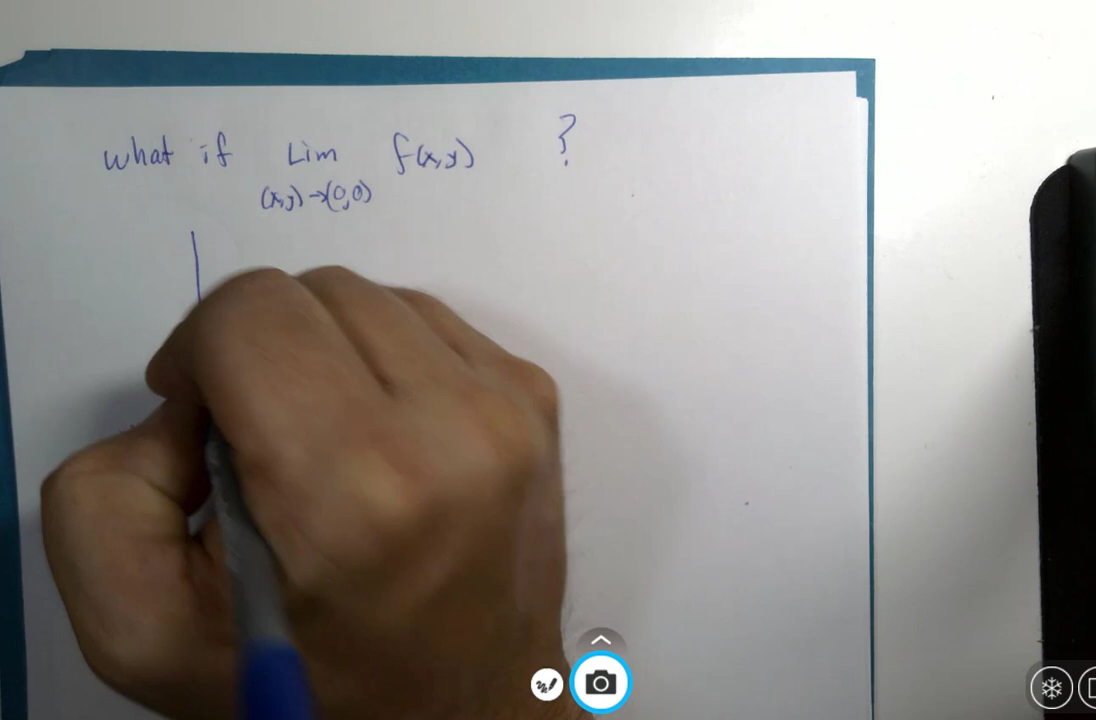 what if Lim f(x,y) ?
(x,y)→(0,0)